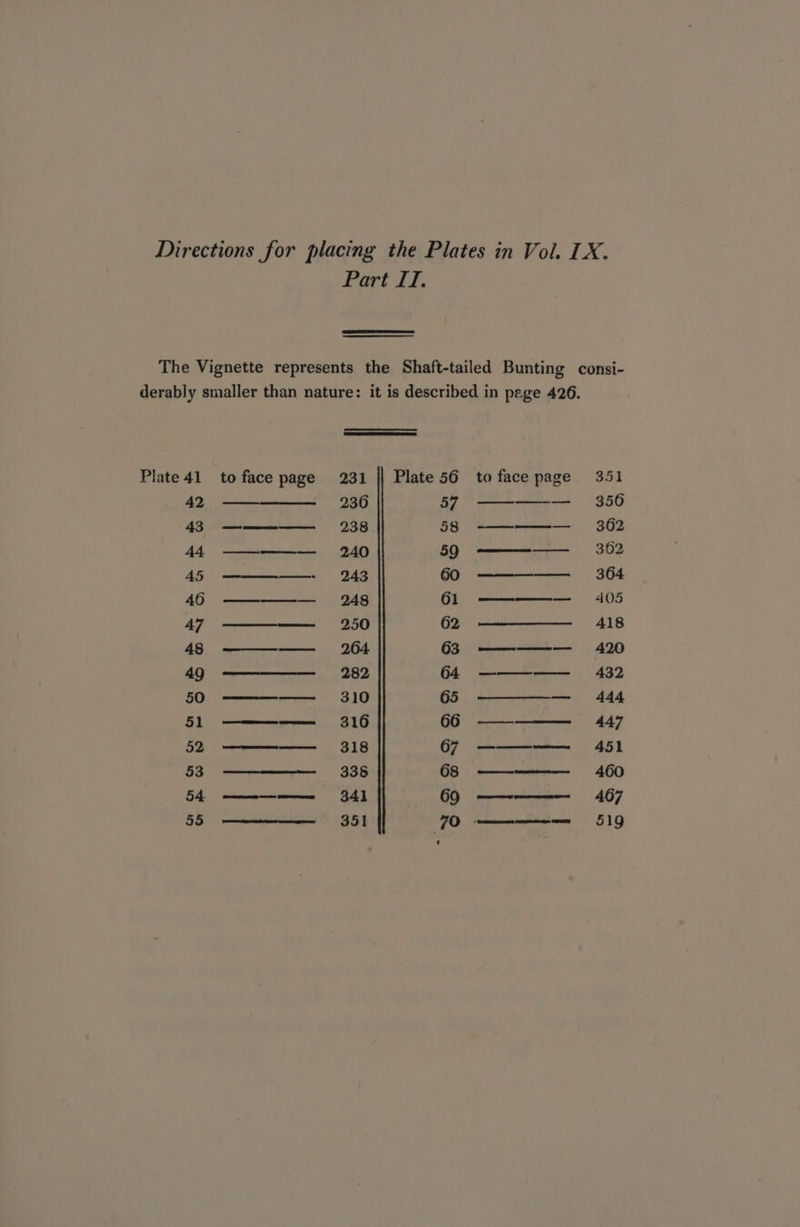 Directions for placing the Plates in Vol. IX.
Part II.
The Vignette represents the Shaft-tailed Bunting consi-
derably smaller than nature: it is described in page 426.
Plate 41 to face page 231 || Plate 56 to face page 351
42 ———— 236 || 57 ———— 356
43 ———— 238 || 58 ———— 362
44 ———— 240 || 59 ———— 362
45 ———— 243 || 60 ———— 364
46 ———— 248 || 61 ———— 405
47 ———— 250 || 62 ———— 418
48 ———— 264 || 63 ———— 420
49 ———— 282 || 64 ———— 432
50 ———— 310 || 65 ———— 444
51 ———— 316 || 66 ———— 447
52 ———— 318 || 67 ———— 451
53 ———— 338 || 68 ———— 460
54 ———— 341 || 69 ———— 467
55 ———— 351 || 70 ———— 519